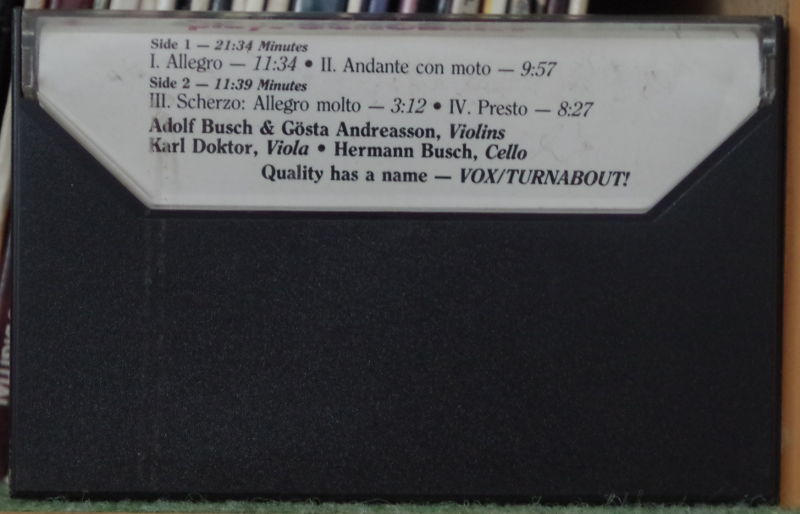 Side 1 — 21:34 Minutes
I. Allegro — 11:34 • II. Andante con moto — 9:57
Side 2 — 11:39 Minutes
III. Scherzo: Allegro molto — 3:12 • IV. Presto — 8:27
Adolf Busch & Gösta Andreasson, Violins
Karl Doktor, Viola • Hermann Busch, Cello
Quality has a name — VOX/TURNABOUT!